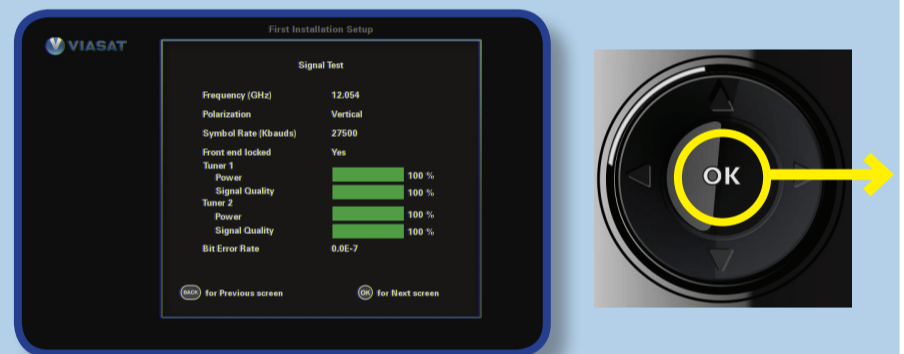 First Installation Setup
VIASAT
Signal Test
Frequency (GHz) 12.054
Polarization Vertical
Symbol Rate (Kbauds) 27500
Front end locked Yes
Tuner 1
Power 100 %
Signal Quality 100 %
Tuner 2
Power 100 %
Signal Quality 100 %
Bit Error Rate 0.0E-7
BACK for Previous screen OK for Next screen
OK